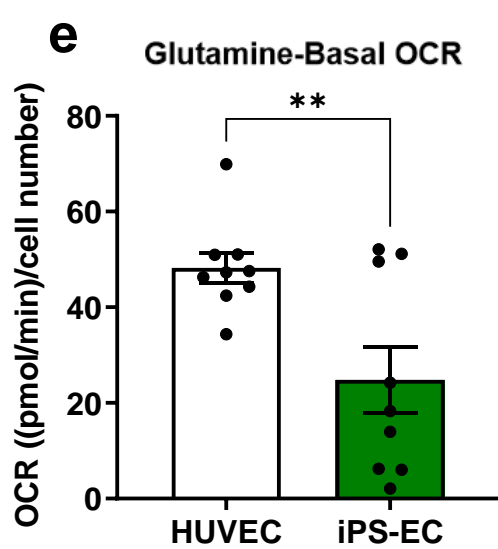 e
Glutamine-Basal OCR
**
OCR ((pmol/min)/cell number)
80
60
40
20
0
HUVEC iPS-EC